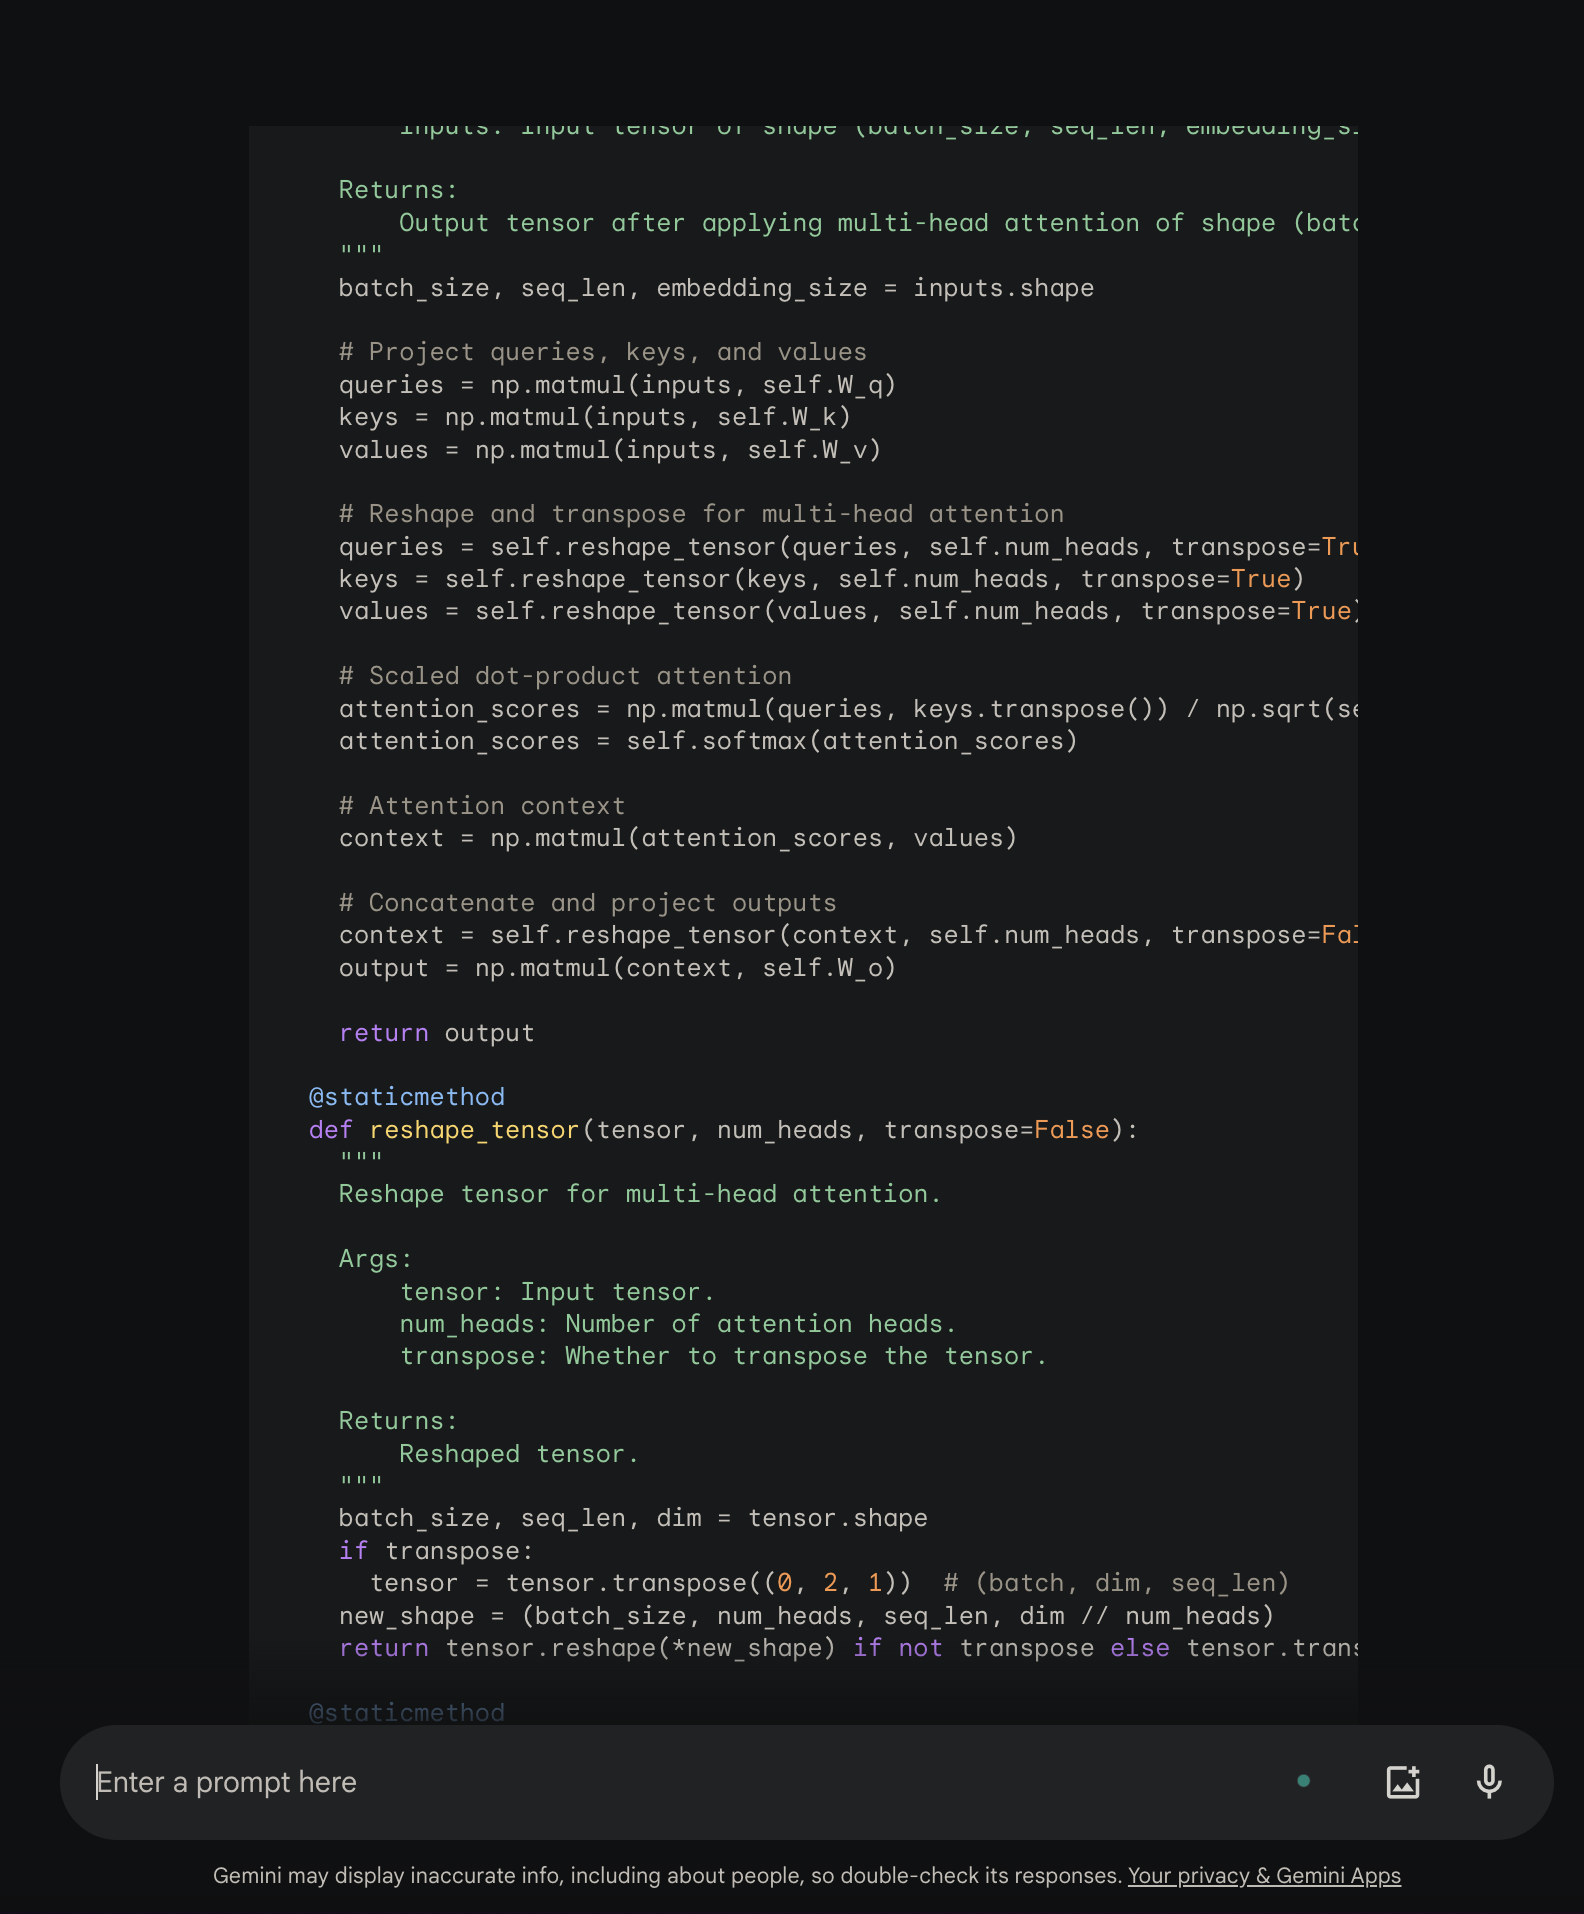 inputs: Input tensor of shape (batch_size, seq_len, embedding_si
Returns:
Output tensor after applying multi-head attention of shape (batc
"""
batch_size, seq_len, embedding_size = inputs.shape
# Project queries, keys, and values
queries = np.matmul(inputs, self.W_q)
keys = np.matmul(inputs, self.W_k)
values = np.matmul(inputs, self.W_v)
# Reshape and transpose for multi-head attention
queries = self.reshape_tensor(queries, self.num_heads, transpose=Tru
keys = self.reshape_tensor(keys, self.num_heads, transpose=True)
values = self.reshape_tensor(values, self.num_heads, transpose=True)
# Scaled dot-product attention
attention_scores = np.matmul(queries, keys.transpose()) / np.sqrt(se
attention_scores = self.softmax(attention_scores)
# Attention context
context = np.matmul(attention_scores, values)
# Concatenate and project outputs
context = self.reshape_tensor(context, self.num_heads, transpose=Fal
output = np.matmul(context, self.W_o)
return output
@staticmethod
def reshape_tensor(tensor, num_heads, transpose=False):
"""
Reshape tensor for multi-head attention.
Args:
tensor: Input tensor.
num_heads: Number of attention heads.
transpose: Whether to transpose the tensor.
Returns:
Reshaped tensor.
"""
batch_size, seq_len, dim = tensor.shape
if transpose:
tensor = tensor.transpose((0, 2, 1))  # (batch, dim, seq_len)
new_shape = (batch_size, num_heads, seq_len, dim // num_heads)
return tensor.reshape(*new_shape) if not transpose else tensor.trans
@staticmethod
Enter a prompt here
Gemini may display inaccurate info, including about people, so double-check its responses. Your privacy & Gemini Apps